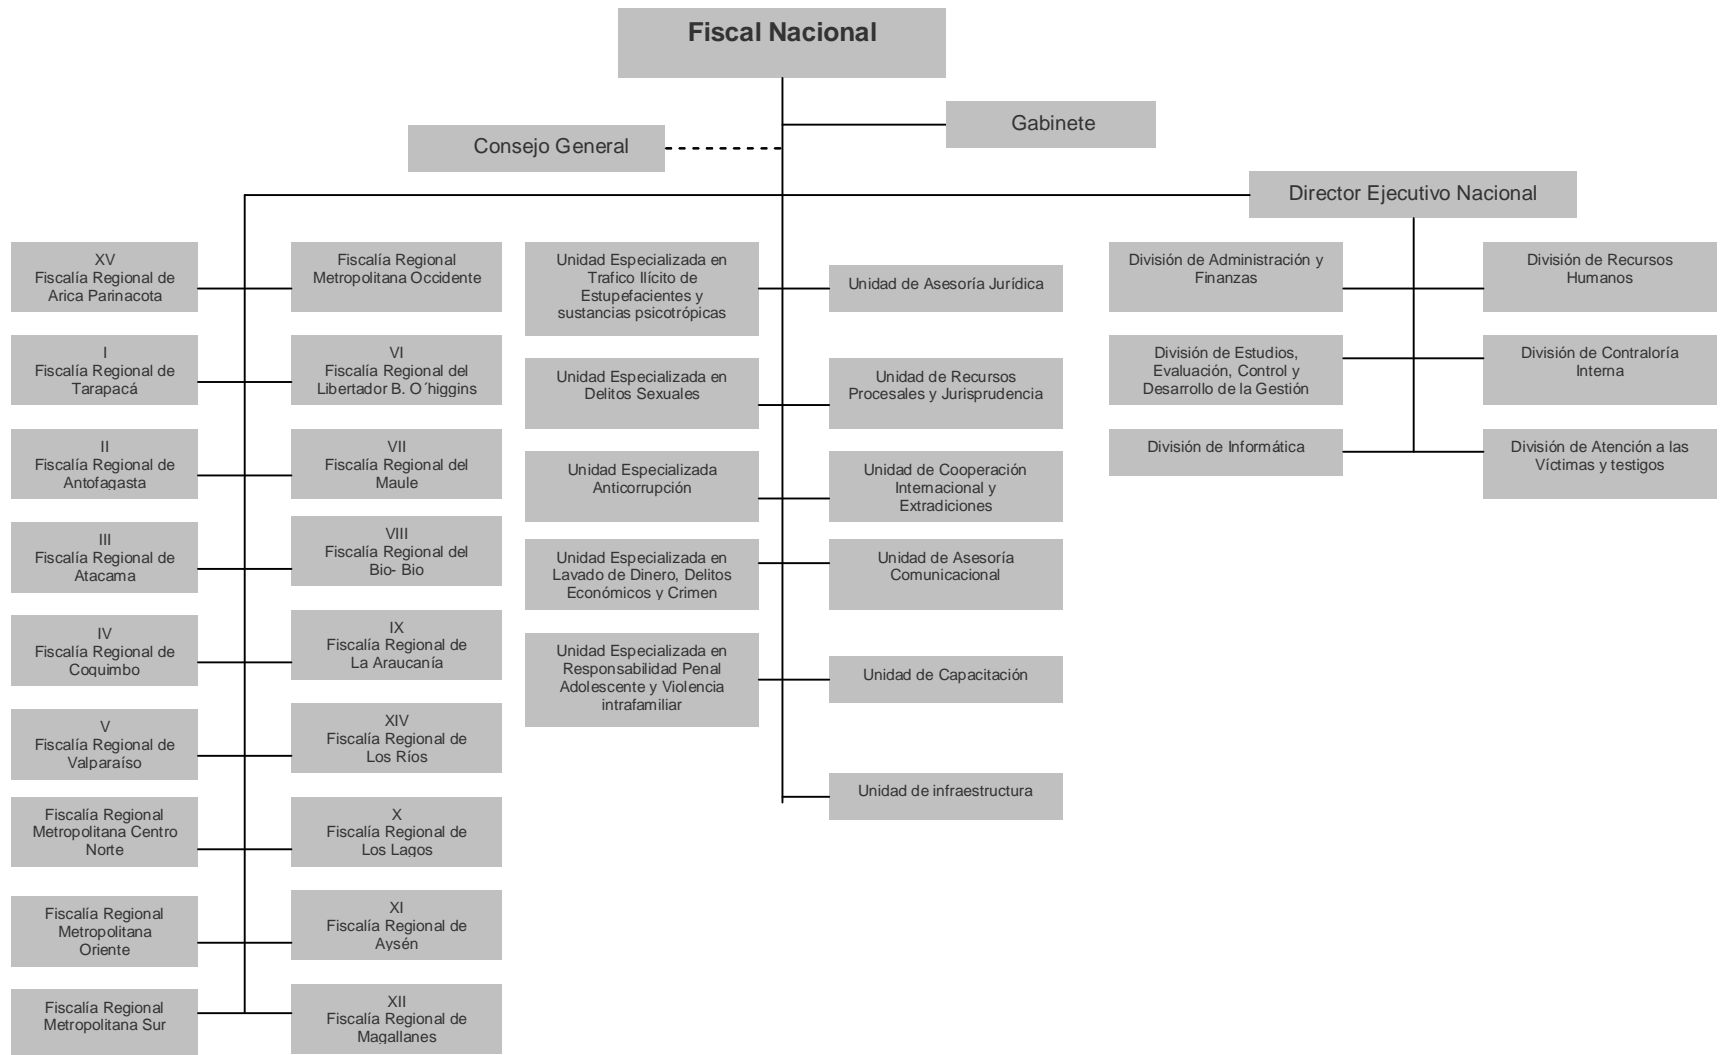 Fiscal Nacional
Gabinete
Consejo General
Director Ejecutivo Nacional
XV
Fiscalía Regional de
Arica Parinacota
I
Fiscalía Regional de
Tarapacá
II
Fiscalía Regional de
Antofagasta
III
Fiscalía Regional de
Atacama
IV
Fiscalía Regional de
Coquimbo
V
Fiscalía Regional de
Valparaíso
Fiscalía Regional
Metropolitana Centro
Norte
Fiscalía Regional
Metropolitana
Oriente
Fiscalía Regional
Metropolitana Sur
Fiscalía Regional
Metropolitana Occidente
VI
Fiscalía Regional del
Libertador B. O´higgins
VII
Fiscalía Regional del
Maule
VIII
Fiscalía Regional del
Bio- Bio
IX
Fiscalía Regional de
La Araucanía
XIV
Fiscalía Regional de
Los Ríos
X
Fiscalía Regional de
Los Lagos
XI
Fiscalía Regional de
Aysén
XII
Fiscalía Regional de
Magallanes
Unidad Especializada en
Trafico Ilícito de
Estupefacientes y
sustancias psicotrópicas
Unidad Especializada en
Delitos Sexuales
Unidad Especializada
Anticorrupción
Unidad Especializada en
Lavado de Dinero, Delitos
Económicos y Crimen
Unidad Especializada en
Responsabilidad Penal
Adolescente y Violencia
intrafamiliar
Unidad de Asesoría Jurídica
Unidad de Recursos
Procesales y Jurisprudencia
Unidad de Cooperación
Internacional y
Extradiciones
Unidad de Asesoría
Comunicacional
Unidad de Capacitación
Unidad de infraestructura
División de Administración y
Finanzas
División de Estudios,
Evaluación, Control y
Desarrollo de la Gestión
División de Informática
División de Recursos
Humanos
División de Contraloría
Interna
División de Atención a las
Víctimas y testigos